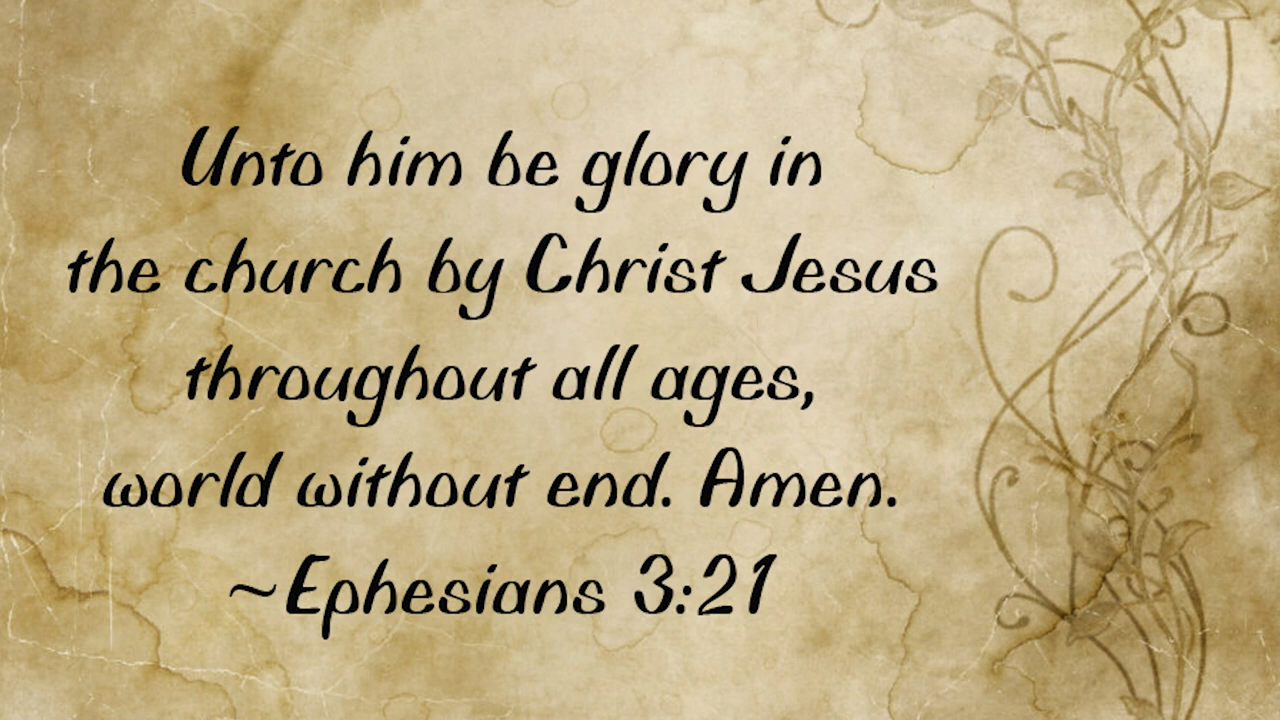 Unto him be glory in
the church by Christ Jesus
throughout all ages,
world without end. Amen.
~Ephesians 3:21